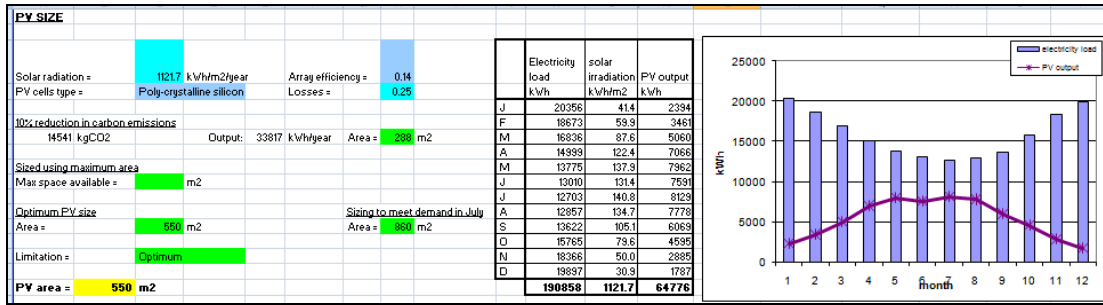 PV SIZE
Solar radiation = 1121.7 kWh/m2/year Array efficiency = 0.14
PV cells type = Poly-crystalline silicon Losses = 0.25
10% reduction in carbon emissions
14541 kgCO2 Output: 33817 kWh/year Area = 288 m2
Sized using maximum area
Max space available = m2
Optimum PV size Sizing to meet demand in July
Area = 550 m2 Area = 860 m2
Limitation = Optimum
PV area = 550 m2
Electricity load kWh solar irradiation kWh/m2 PV output kWh
J 20356 41.4 2394
F 18673 59.9 3461
M 16836 87.6 5060
A 14999 122.4 7066
M 13775 137.9 7962
J 13010 131.4 7591
J 12703 140.8 8129
A 12857 134.7 7778
S 13622 105.1 6069
O 15765 79.6 4595
N 18366 50.0 2885
D 19897 30.9 1787
190858 1121.7 64776
electricity load
PV output
25000
20000
15000
10000
5000
0
kWh
1 2 3 4 5 6 7 8 9 10 11 12
month